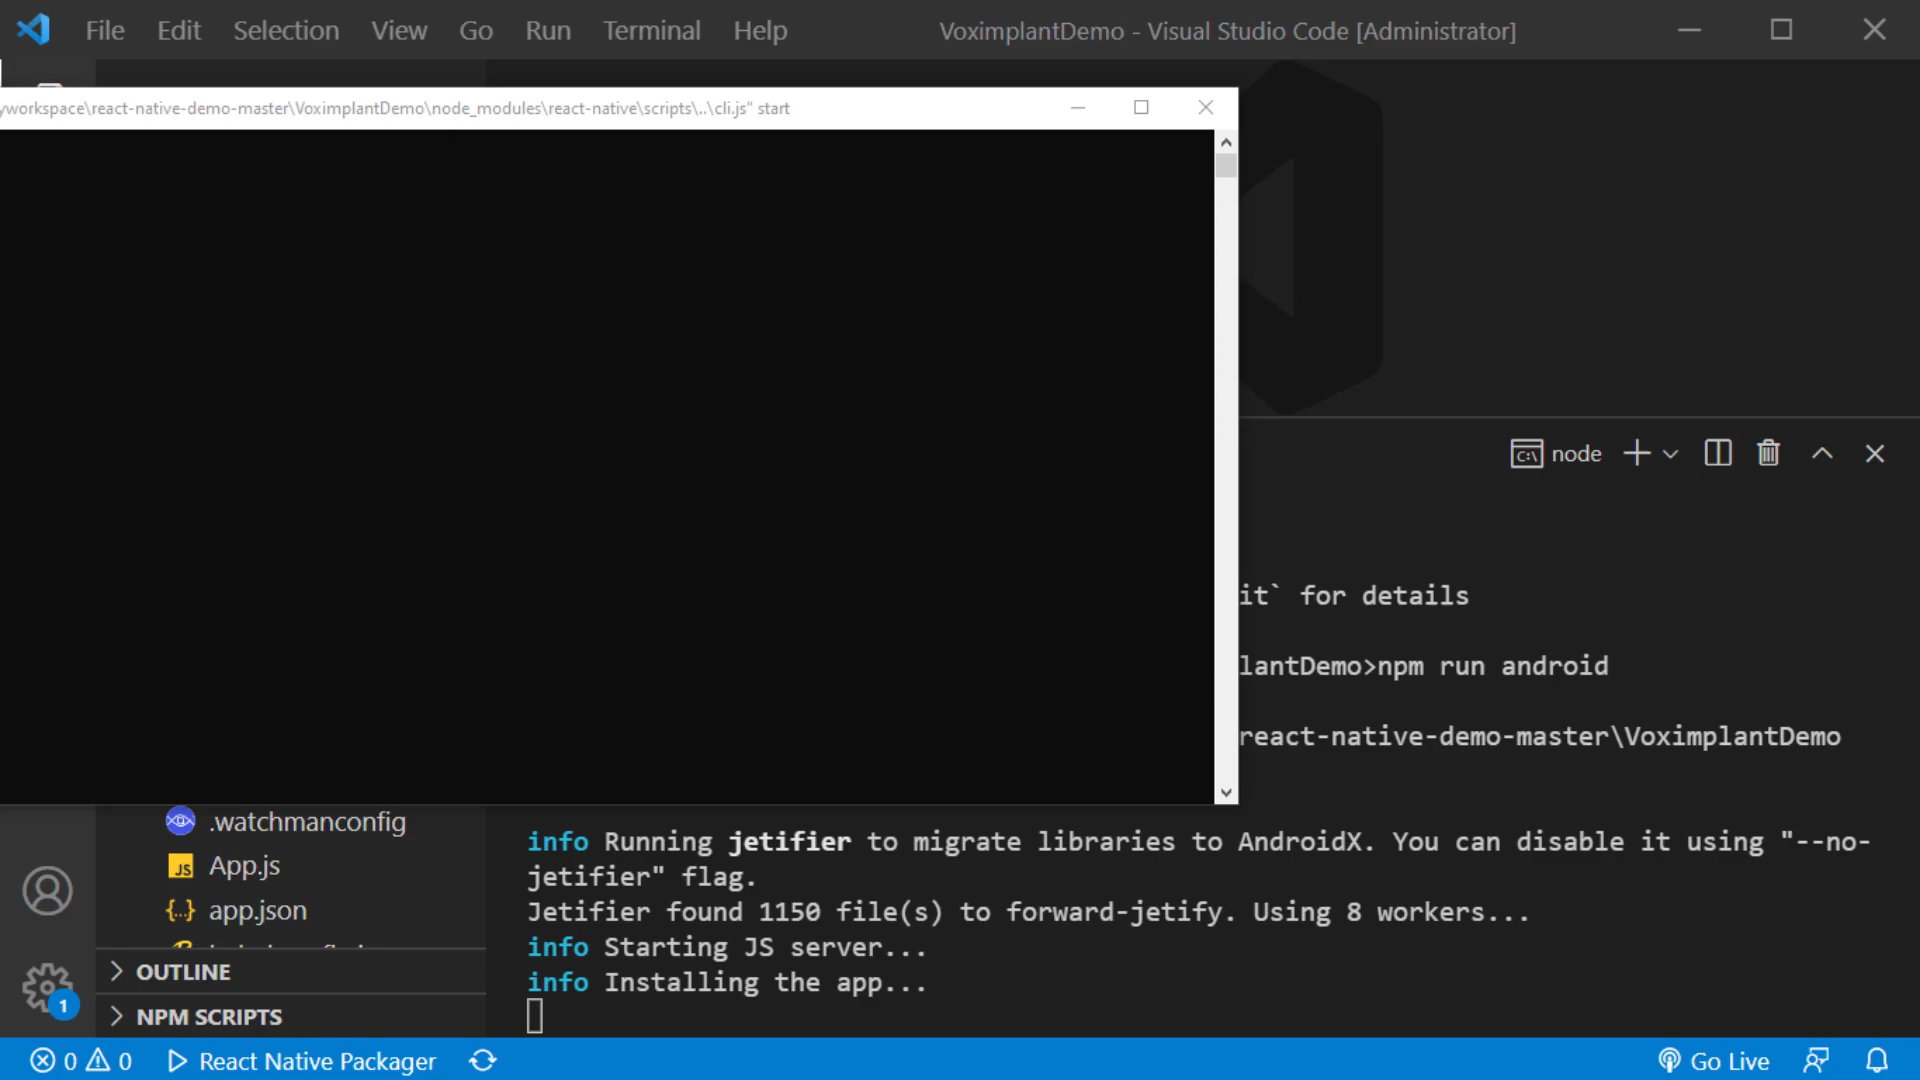 File Edit Selection View Go Run Terminal Help
VoximplantDemo - Visual Studio Code [Administrator]
yworkspace\react-native-demo-master\VoximplantDemo\node_modules\react-native\scripts\..\cli.js" start
C:\ node
it` for details
lantDemo>npm run android
react-native-demo-master\VoximplantDemo
.watchmanconfig
JS App.js
{..} app.json
OUTLINE
NPM SCRIPTS
1
info Running jetifier to migrate libraries to AndroidX. You can disable it using "--no-
jetifier" flag.
Jetifier found 1150 file(s) to forward-jetify. Using 8 workers...
info Starting JS server...
info Installing the app...
0 0 React Native Packager
Go Live